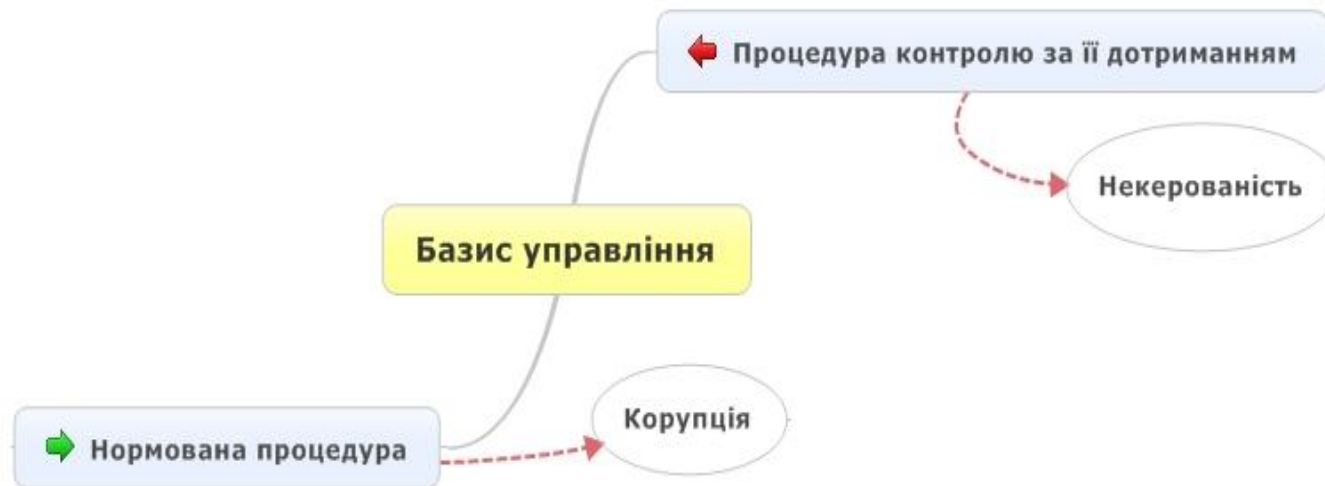 Процедура контролю за її дотриманням
Некерованість
Базис управління
Корупція
Нормована процедура